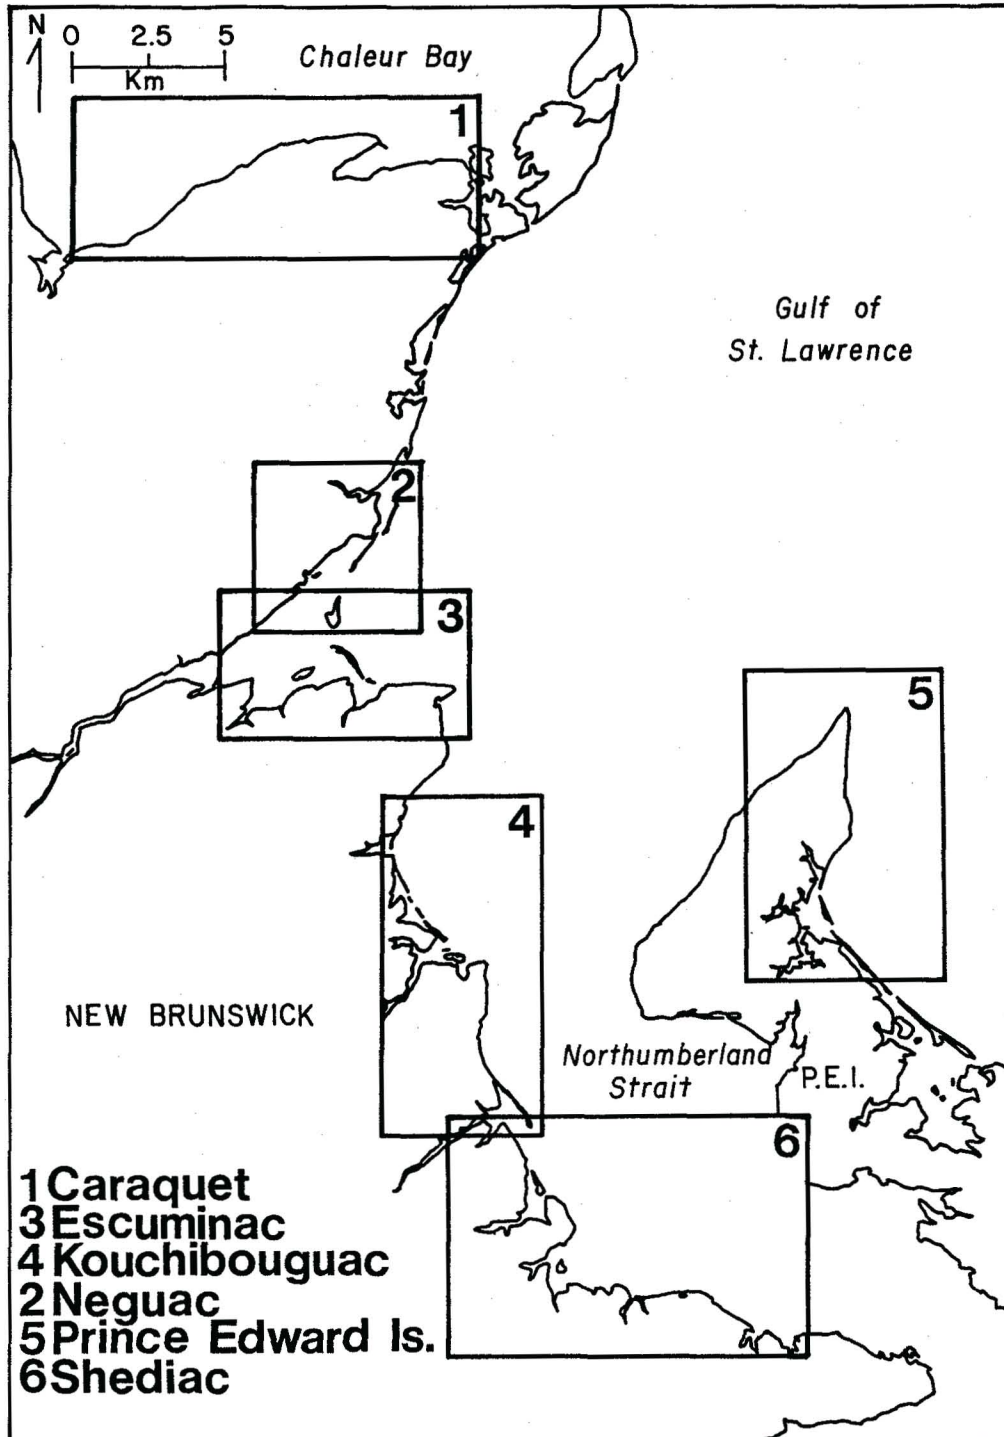 N 0 2.5 5
Km
Chaleur Bay
1
Gulf of
St. Lawrence
2
3
5
4
NEW BRUNSWICK
Northumberland
Strait
P.E.I.
6
1 Caraquet
3 Escuminac
4 Kouchibouguac
2 Neguac
5 Prince Edward Is.
6 Shediac